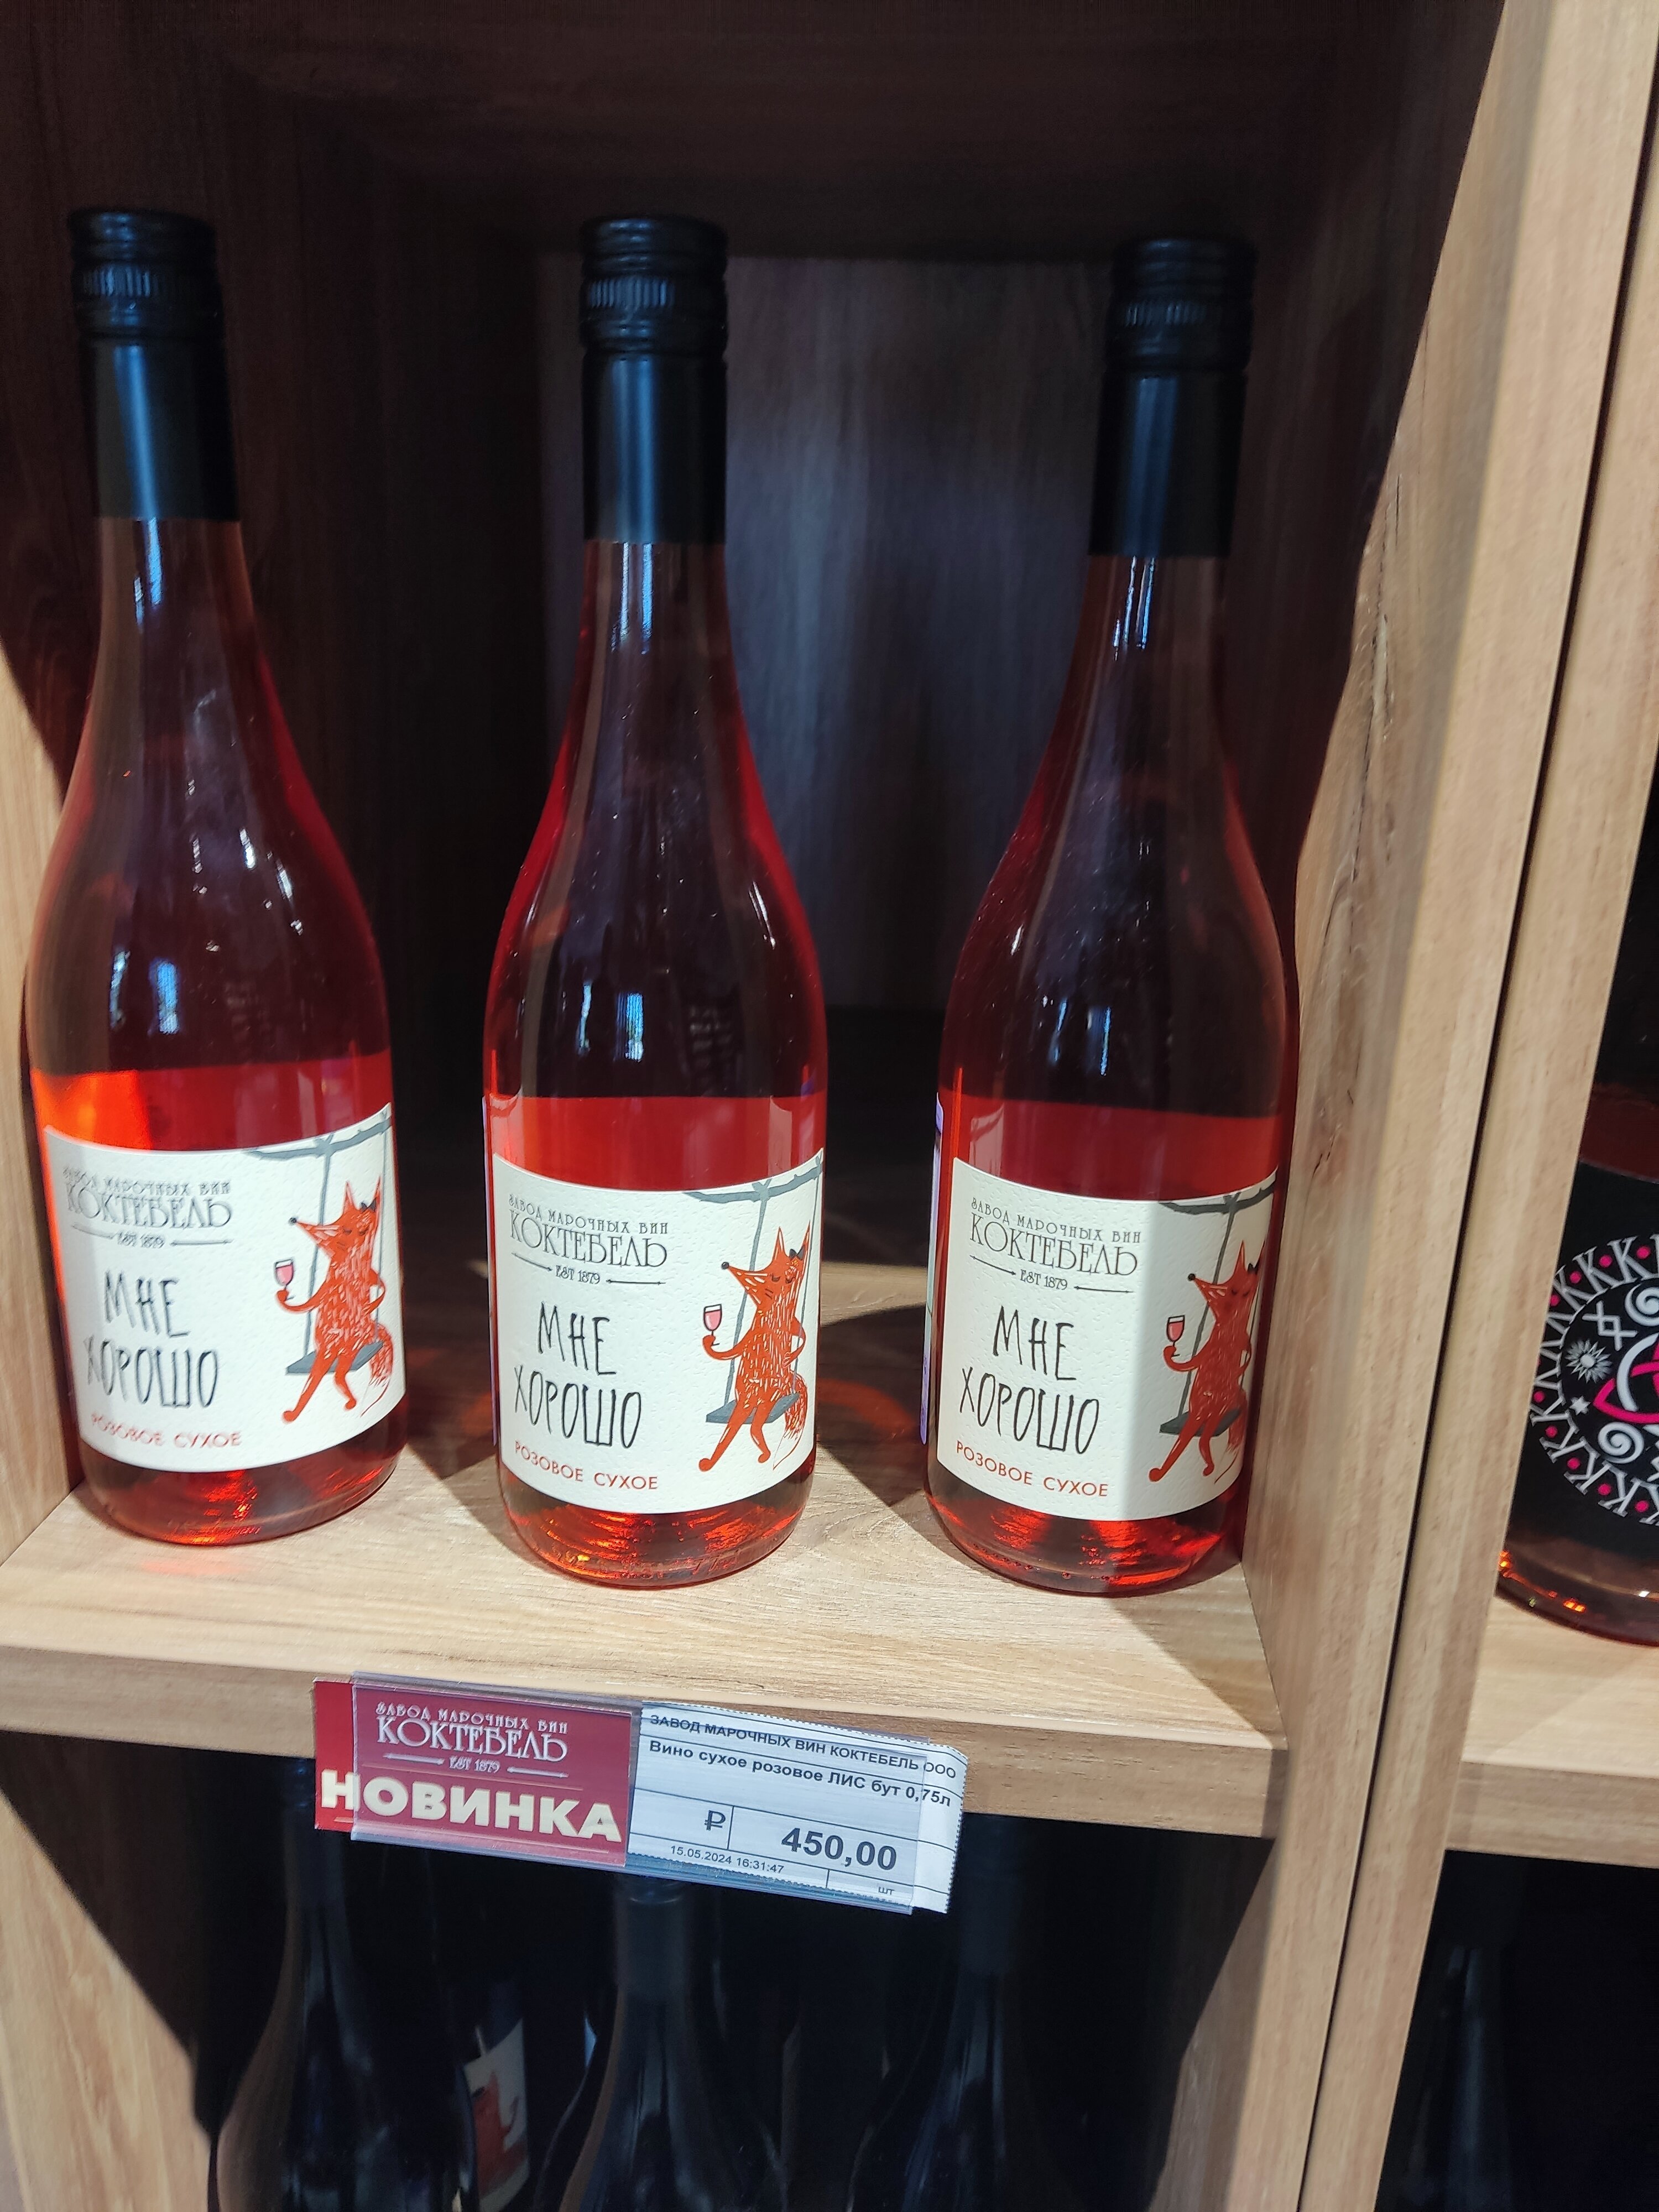 ЗАВОД МАРОЧНЫХ ВИН
КОКТЕБЕЛЬ
EST 1879
МНЕ
ХОРОШО
РОЗОВОЕ СУХОЕ
ЗАВОД МАРОЧНЫХ ВИН
КОКТЕБЕЛЬ
EST 1879
МНЕ
ХОРОШО
РОЗОВОЕ СУХОЕ
ЗАВОД МАРОЧНЫХ ВИН
КОКТЕБЕЛЬ
EST 1879
МНЕ
ХОРОШО
РОЗОВОЕ СУХОЕ
ЗАВОД МАРОЧНЫХ ВИН
КОКТЕБЕЛЬ
EST 1879
НОВИНКА
ЗАВОД МАРОЧНЫХ ВИН КОКТЕБЕЛЬ ООО
Вино сухое розовое ЛИС бут 0,75л
₽ 450,00
15.05.2024 16:31:47
шт